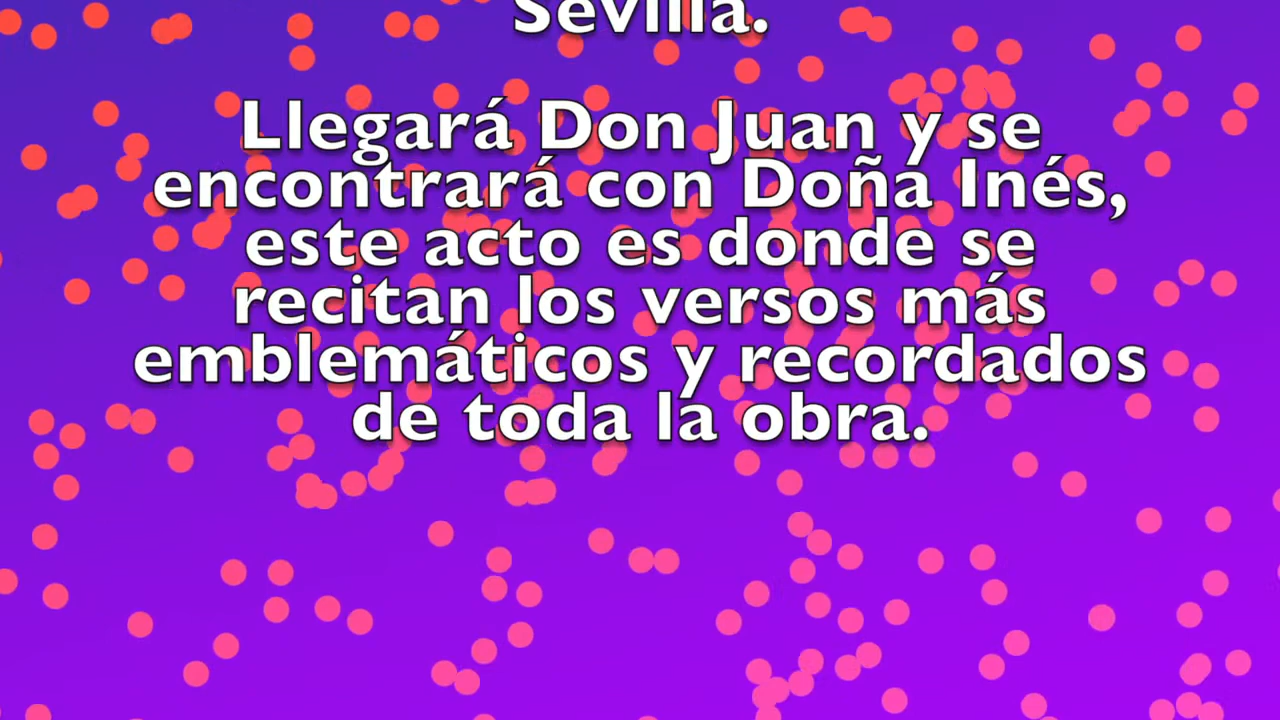 Sevilla.
Llegará Don Juan y se
encontrará con Doña Inés,
este acto es donde se
recitan los versos más
emblemáticos y recordados
de toda la obra.